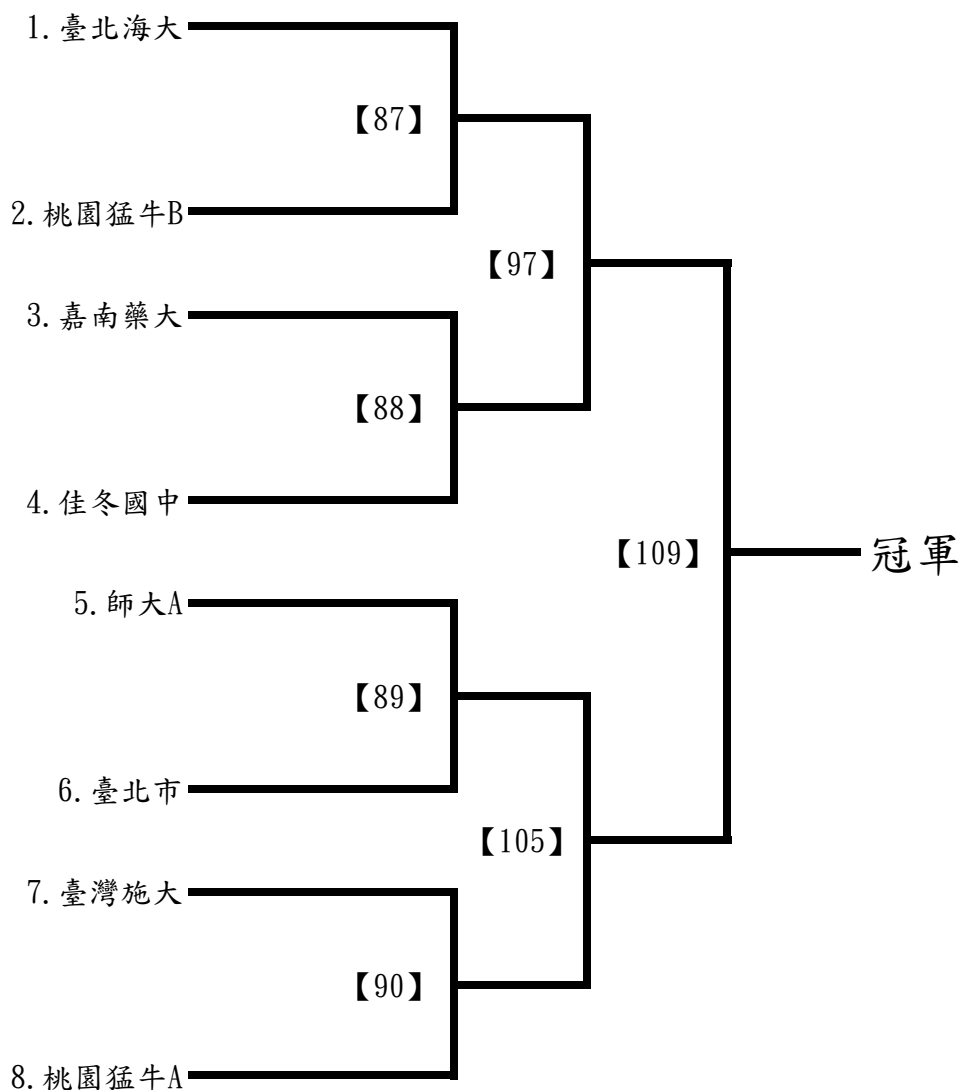 1.臺北海大
【87】
2.桃園猛牛B
【97】
3.嘉南藥大
【88】
4.佳冬國中
【109】
冠軍
5.師大A
【89】
6.臺北市
【105】
7.臺灣施大
【90】
8.桃園猛牛A